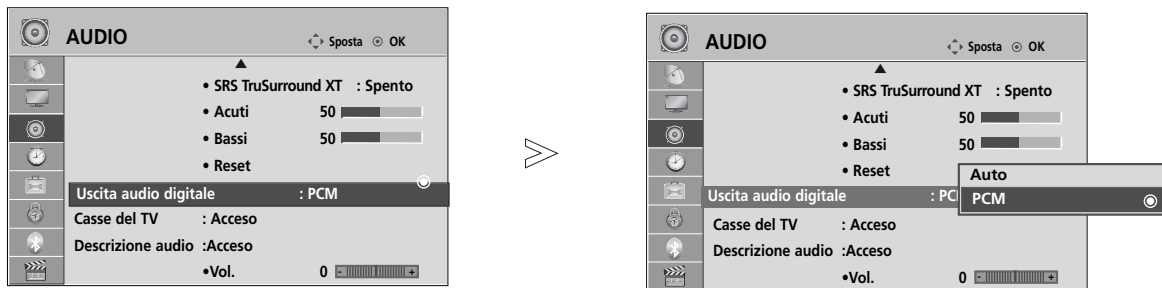 AUDIO
Sposta OK
• SRS TruSurround XT : Spento
• Acuti 50
• Bassi 50
• Reset
Uscita audio digitale : PCM
Casse del TV : Acceso
Descrizione audio :Acceso
•Vol. 0 - +
AUDIO
Sposta OK
• SRS TruSurround XT : Spento
• Acuti 50
• Bassi 50
• Reset
Uscita audio digitale : PC
Auto
PCM
Casse del TV : Acceso
Descrizione audio :Acceso
•Vol. 0 - +